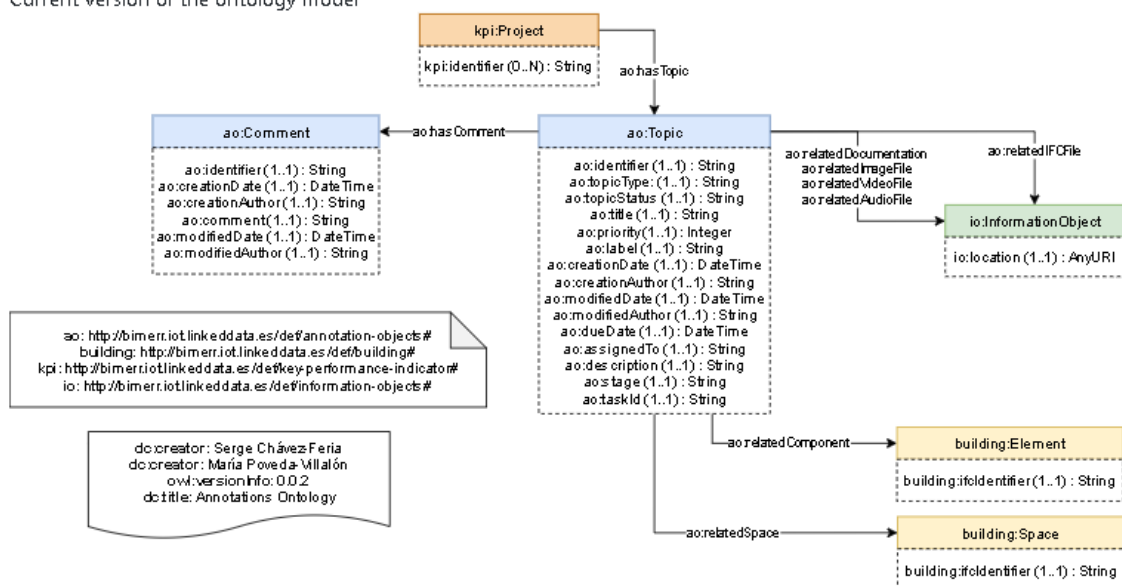 Current version of the ontology model
kpi:Project
kpi:identifier (0..N) : String
ao:hasTopic
ao:Comment
ao:hasComment
ao:Topic
ao:identifier (1..1) : String
ao:creationDate (1..1) : DateTime
ao:creationAuthor (1..1) : String
ao:comment(1..1) : String
ao:modifiedDate (1..1) : DateTime
ao:modifiedAuthor (1..1) : String
ao:identifier (1..1) : String
ao:topicType: (1..1) : String
ao:topicStatus (1..1) : String
ao:title (1..1) : String
ao:priority(1..1) : Integer
ao:label (1..1) : String
ao:creationDate (1..1) : DateTime
ao:creationAuthor (1..1) : String
ao:modifiedDate (1..1) : DateTime
ao:modifiedAuthor (1..1) : String
ao:dueDate (1..1) : DateTime
ao:assignedTo (1..1) : String
ao:description (1..1) : String
ao:stage (1..1) : String
ao:taskId (1..1) : String
ao:relatedDocumentation
ao:relatedImageFile
ao:relatedVideoFile
ao:relatedAudioFile
ao:relatedIFCFile
io:InformationObject
io:location (1..1) : AnyURI
ao: http://bimerr.iot.linkeddata.es/def/annotation-objects#
building: http://bimerr.iot.linkeddata.es/def/building#
kpi: http://bimerr.iot.linkeddata.es/def/key-performance-indicator#
io: http://bimerr.iot.linkeddata.es/def/information-objects#
dc:creator: Serge Chávez-Feria
dc:creator: María Poveda-Villalón
owl:versionInfo: 0.0.2
dc:title: Annotations Ontology
ao:relatedComponent
building:Element
building:ifcIdentifier (1..1) : String
ao:relatedSpace
building:Space
building:ifcIdentifier (1..1) : String